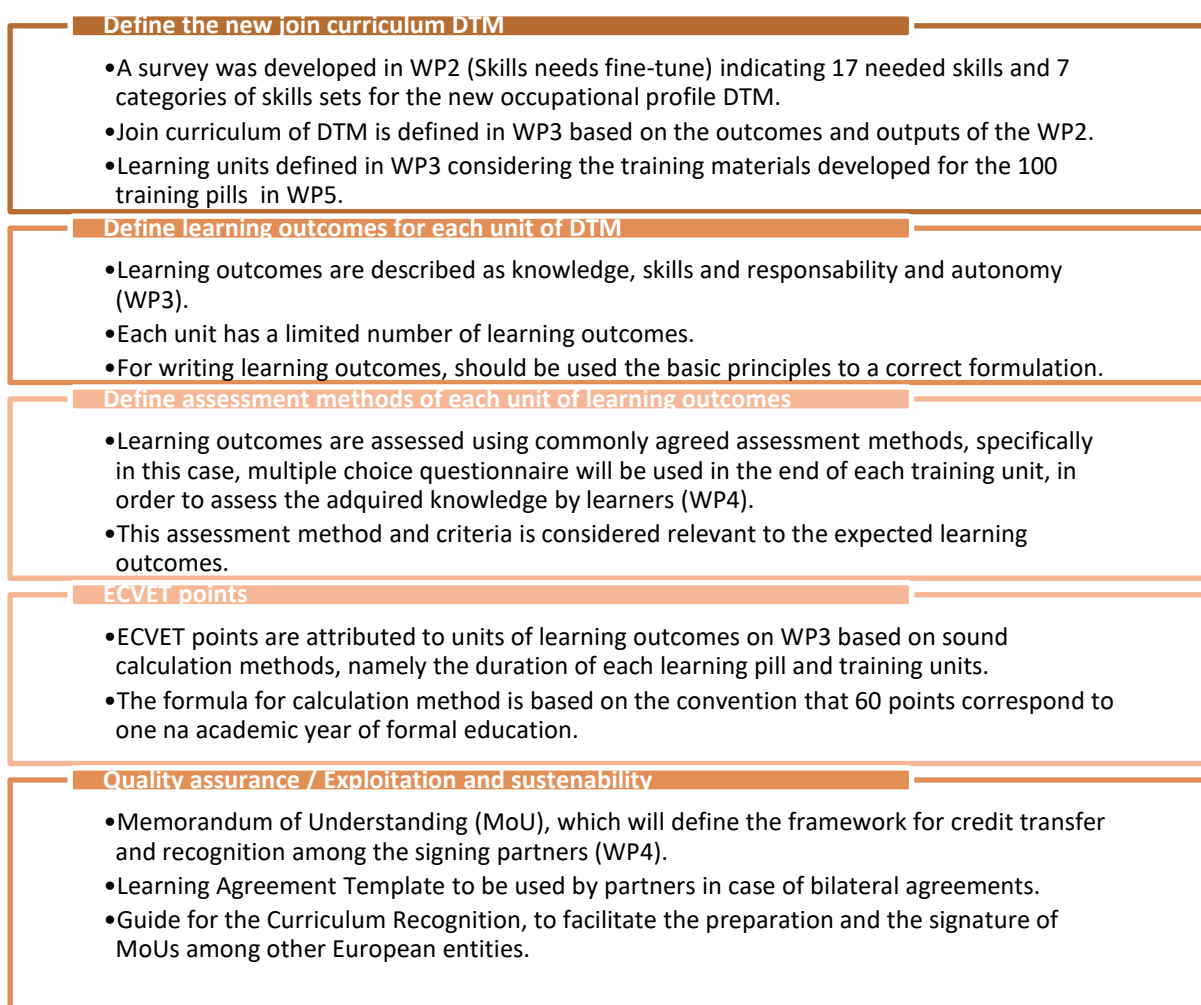 Define the new join curriculum DTM
•A survey was developed in WP2 (Skills needs fine-tune) indicating 17 needed skills and 7
categories of skills sets for the new occupational profile DTM.
•Join curriculum of DTM is defined in WP3 based on the outcomes and outputs of the WP2.
•Learning units defined in WP3 considering the training materials developed for the 100
training pills in WP5.
Define learning outcomes for each unit of DTM
•Learning outcomes are described as knowledge, skills and responsability and autonomy
(WP3).
•Each unit has a limited number of learning outcomes.
•For writing learning outcomes, should be used the basic principles to a correct formulation.
Define assessment methods of each unit of learning outcomes
•Learning outcomes are assessed using commonly agreed assessment methods, specifically
in this case, multiple choice questionnaire will be used in the end of each training unit, in
order to assess the adquired knowledge by learners (WP4).
•This assessment method and criteria is considered relevant to the expected learning
outcomes.
ECVET points
•ECVET points are attributed to units of learning outcomes on WP3 based on sound
calculation methods, namely the duration of each learning pill and training units.
•The formula for calculation method is based on the convention that 60 points correspond to
one na academic year of formal education.
Quality assurance / Exploitation and sustenability
•Memorandum of Understanding (MoU), which will define the framework for credit transfer
and recognition among the signing partners (WP4).
•Learning Agreement Template to be used by partners in case of bilateral agreements.
•Guide for the Curriculum Recognition, to facilitate the preparation and the signature of
MoUs among other European entities.